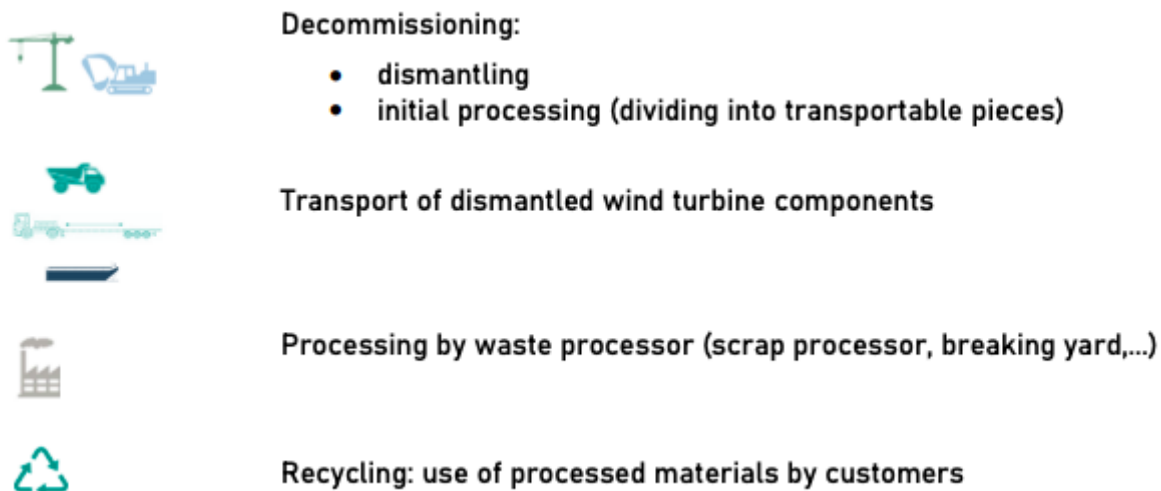 Decommissioning:
• dismantling
• initial processing (dividing into transportable pieces)
Transport of dismantled wind turbine components
Processing by waste processor (scrap processor, breaking yard,...)
Recycling: use of processed materials by customers